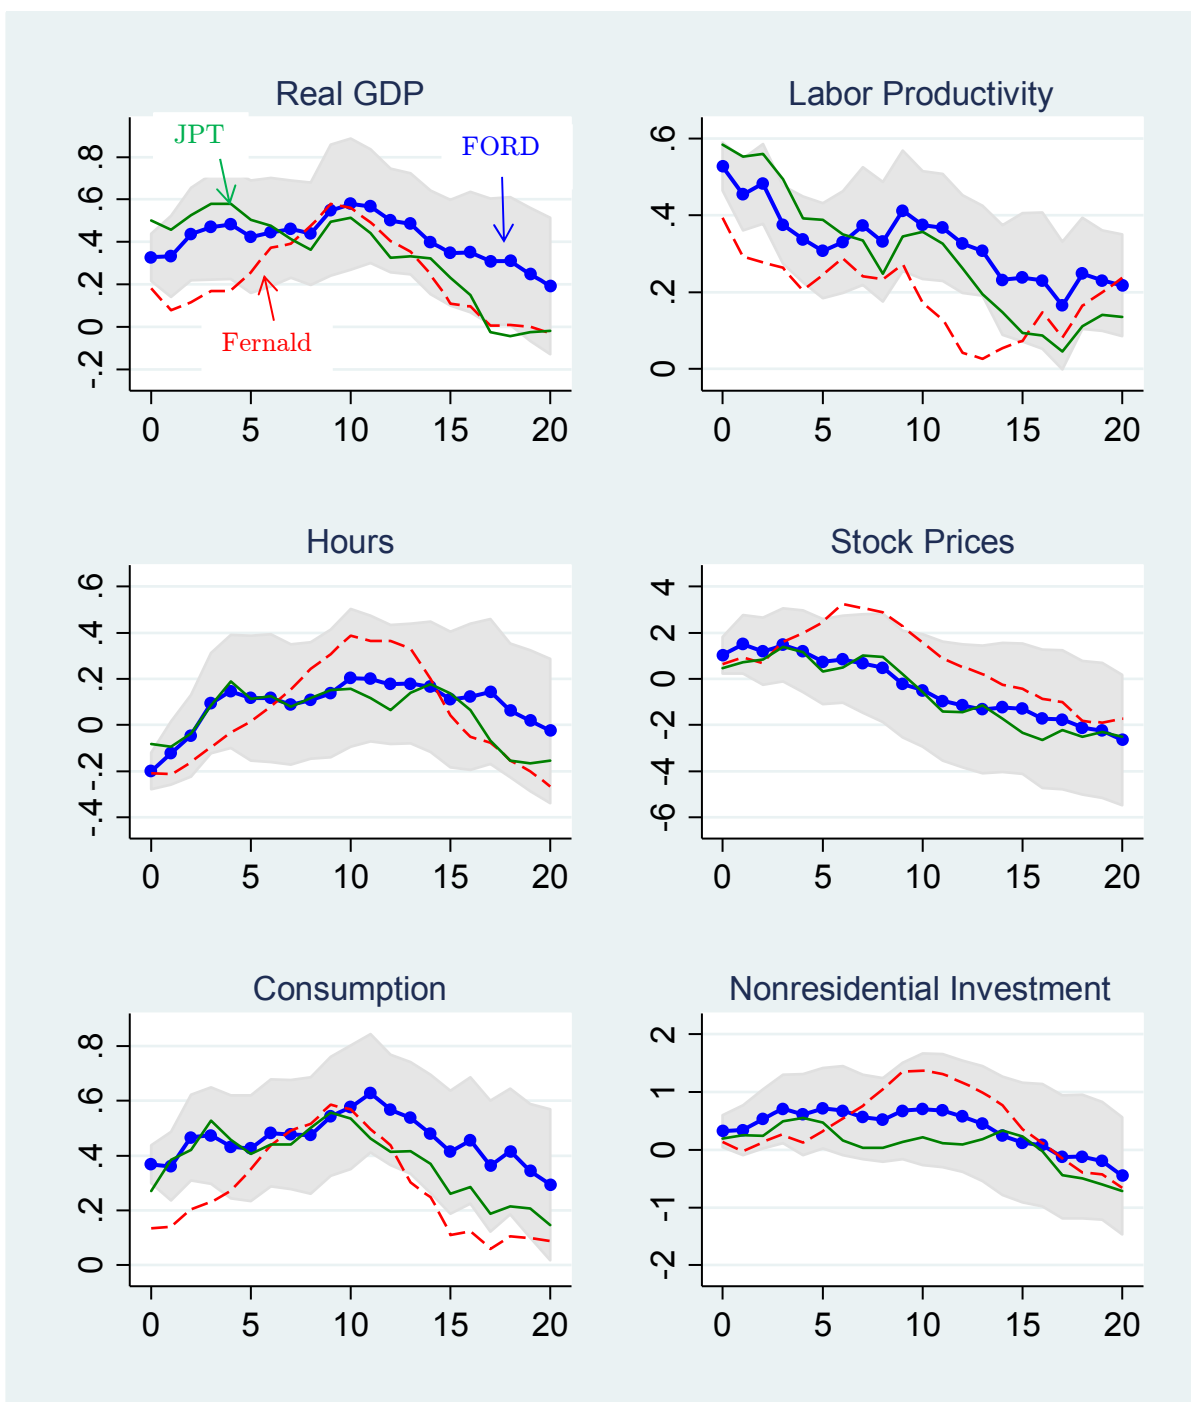 Real GDP
JPT
FORD
Fernald
.8
.6
.4
.2
0
-.2
0 5 10 15 20
Labor Productivity
.6
.4
.2
0
0 5 10 15 20
Hours
.6
.4
.2
0
-.2
-.4
0 5 10 15 20
Stock Prices
4
2
0
-2
-4
-6
0 5 10 15 20
Consumption
.8
.6
.4
.2
0
0 5 10 15 20
Nonresidential Investment
2
1
0
-1
-2
0 5 10 15 20